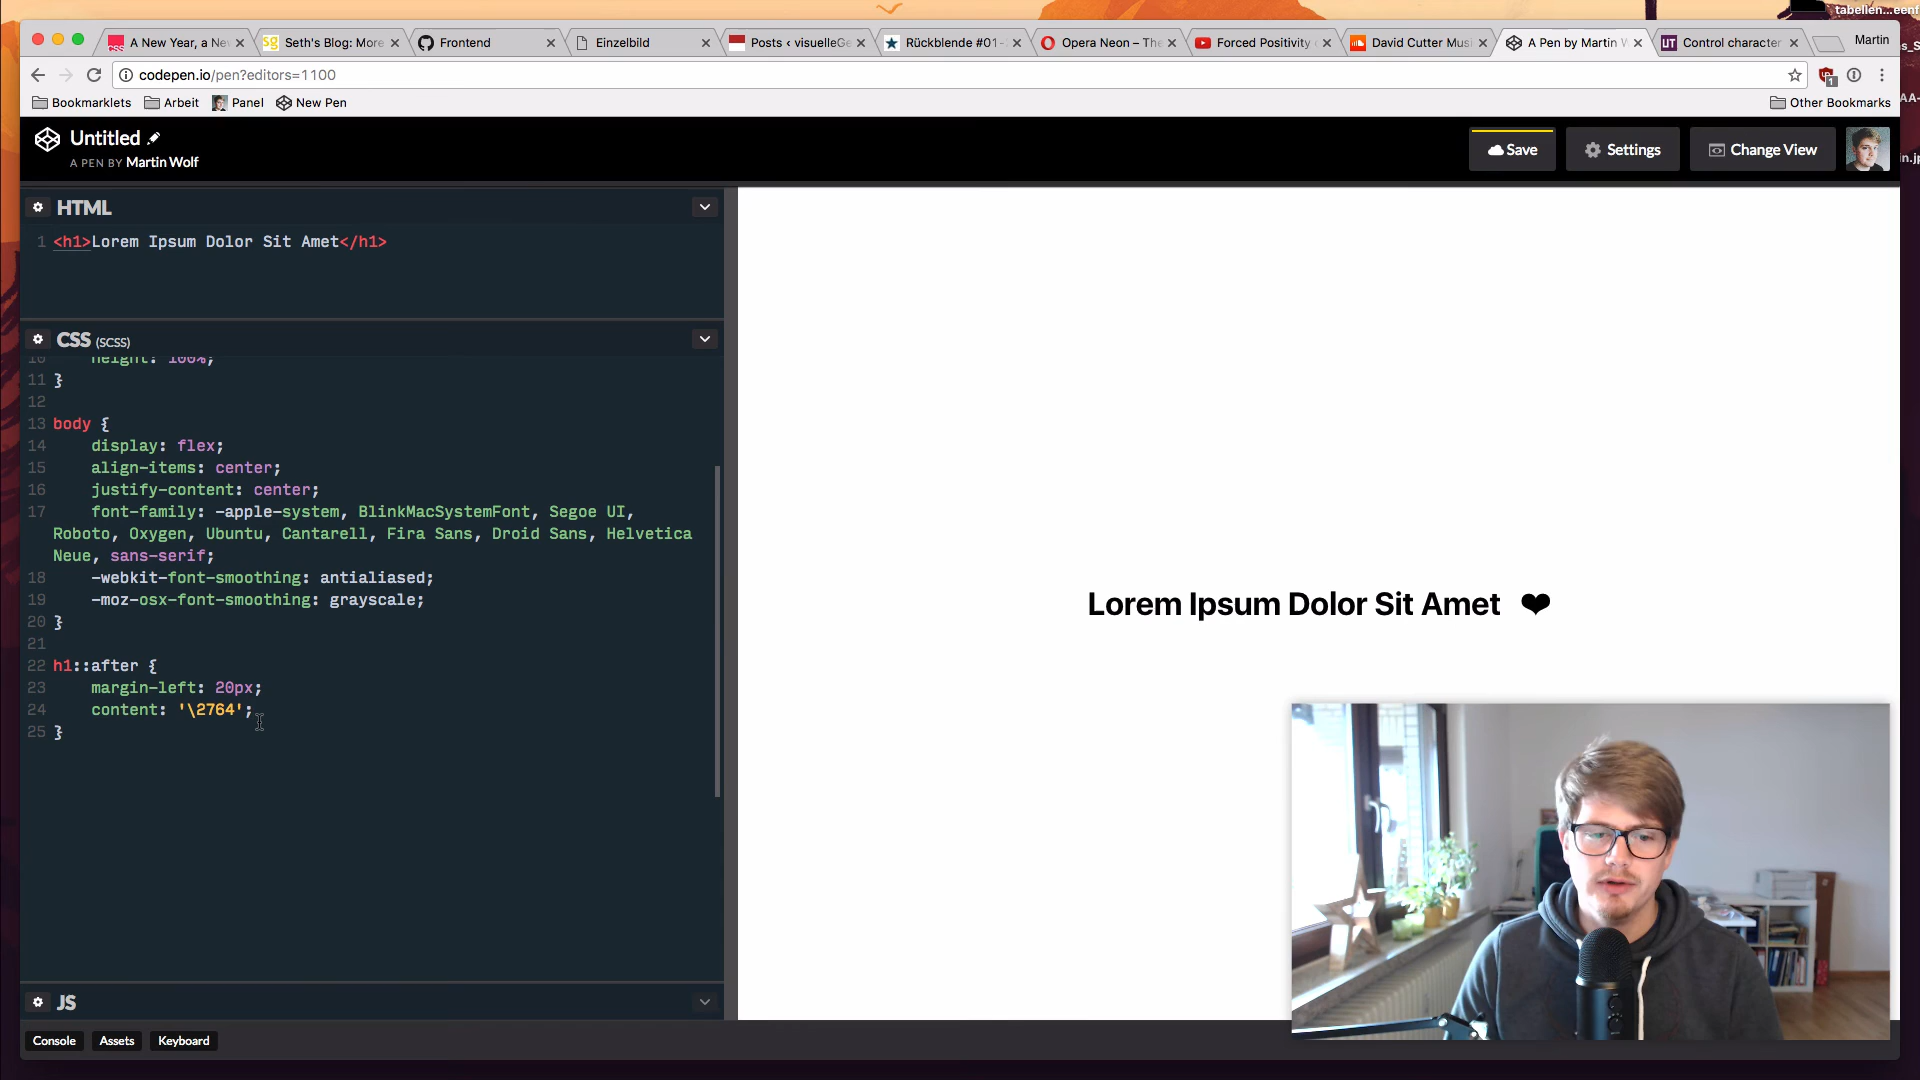 tabellen...eenf
A New Year, a Ne
Seth's Blog: More
Frontend
Einzelbild
Posts ‹ visuelleGe
Rückblende #01 -
Opera Neon – The
Forced Positivity
David Cutter Mus
A Pen by Martin W
Control character
Martin
codepen.io/pen?editors=1100
Bookmarklets
Arbeit
Panel
New Pen
Other Bookmarks
Untitled
A PEN BY Martin Wolf
Save
Settings
Change View
HTML
1 <h1>Lorem Ipsum Dolor Sit Amet</h1>
CSS (SCSS)
10 height: 100%;
11 }
12
13 body {
14 display: flex;
15 align-items: center;
16 justify-content: center;
17 font-family: -apple-system, BlinkMacSystemFont, Segoe UI,
Roboto, Oxygen, Ubuntu, Cantarell, Fira Sans, Droid Sans, Helvetica
Neue, sans-serif;
18 -webkit-font-smoothing: antialiased;
19 -moz-osx-font-smoothing: grayscale;
20 }
21
22 h1::after {
23 margin-left: 20px;
24 content: '\2764';
25 }
Lorem Ipsum Dolor Sit Amet ❤
JS
Console
Assets
Keyboard